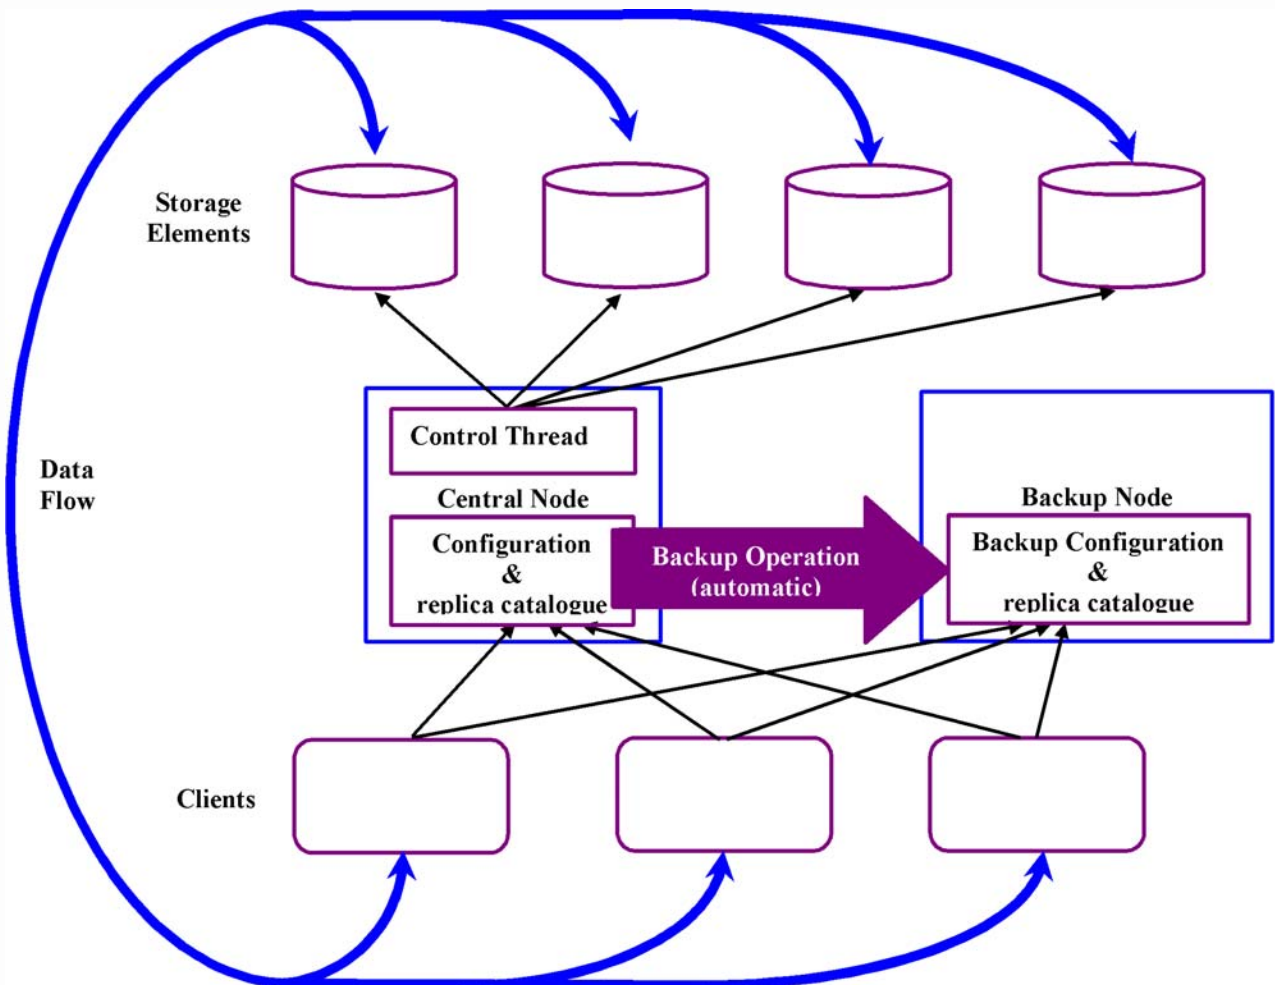 Storage
Elements
Data
Flow
Control Thread
Central Node
Configuration
&
replica catalogue
Backup Operation
(automatic)
Backup Node
Backup Configuration
&
replica catalogue
Clients